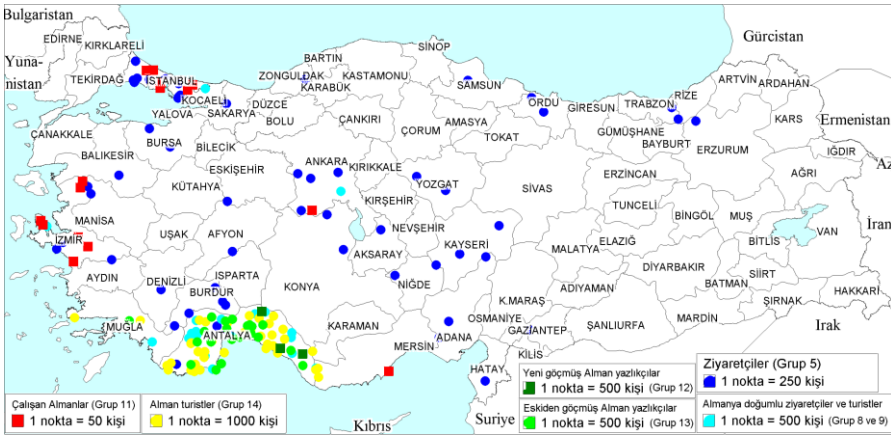 Bulgaristan
Gürcistan
Yuna-
nistan
Ermenistan
Az
İran
Irak
Suriye
Kıbrıs
EDİRNE
KIRKLARELİ
TEKİRDAĞ
İSTANBUL
KOCAELİ
YALOVA
SAKARYA
DÜZCE
BOLU
ZONGULDAK
BARTIN
KARABÜK
KASTAMONU
SİNOP
SAMSUN
ORDU
GİRESUN
TRABZON
RİZE
ARTVİN
ARDAHAN
KARS
IĞDIR
AĞRI
ERZURUM
BAYBURT
GÜMÜŞHANE
ERZİNCAN
TUNCELİ
BİNGÖL
MUŞ
BİTLİS
VAN
HAKKARİ
ŞIRNAK
SİİRT
BATMAN
MARDİN
DİYARBAKIR
ELAZIĞ
MALATYA
ADIYAMAN
ŞANLIURFA
GAZİANTEP
KİLİS
HATAY
OSMANİYE
K.MARAŞ
ADANA
MERSİN
KARAMAN
KONYA
NİĞDE
AKSARAY
NEVŞEHİR
KAYSERİ
SİVAS
TOKAT
AMASYA
ÇORUM
YOZGAT
KIRŞEHİR
KIRIKKALE
ANKARA
ÇANKIRI
ESKİŞEHİR
BİLECİK
BURSA
BALIKESİR
ÇANAKKALE
KÜTAHYA
MANİSA
İZMİR
UŞAK
AFYON
AYDIN
DENİZLİ
ISPARTA
BURDUR
MUĞLA
ANTALYA
Çalışan Almanlar (Grup 11)
1 nokta = 50 kişi
Alman turistler (Grup 14)
1 nokta = 1000 kişi
Yeni göçmüş Alman yazlıkçılar
1 nokta = 500 kişi (Grup 12)
Eskiden göçmüş Alman yazlıkçılar
1 nokta = 500 kişi (Grup 13)
Ziyaretçiler (Grup 5)
1 nokta = 250 kişi
Almanya doğumlu ziyaretçiler ve turistler
1 nokta = 500 kişi (Grup 8 ve 9)